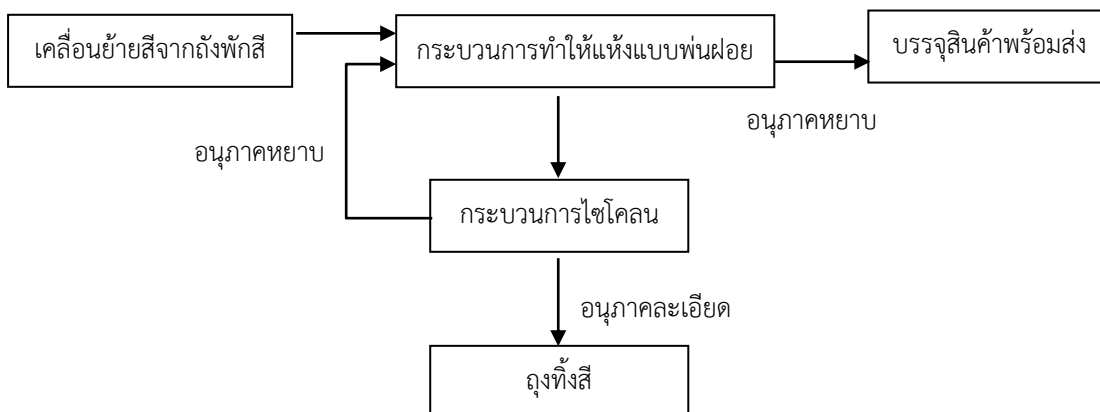 เคลื่อนย้ายสีจากถังพักสี
กระบวนการทำให้แห้งแบบพ่นฝอย
บรรจุสินค้าพร้อมส่ง
อนุภาคหยาบ
อนุภาคหยาบ
กระบวนการไซโคลน
อนุภาคละเอียด
ถุงทิ้งสี